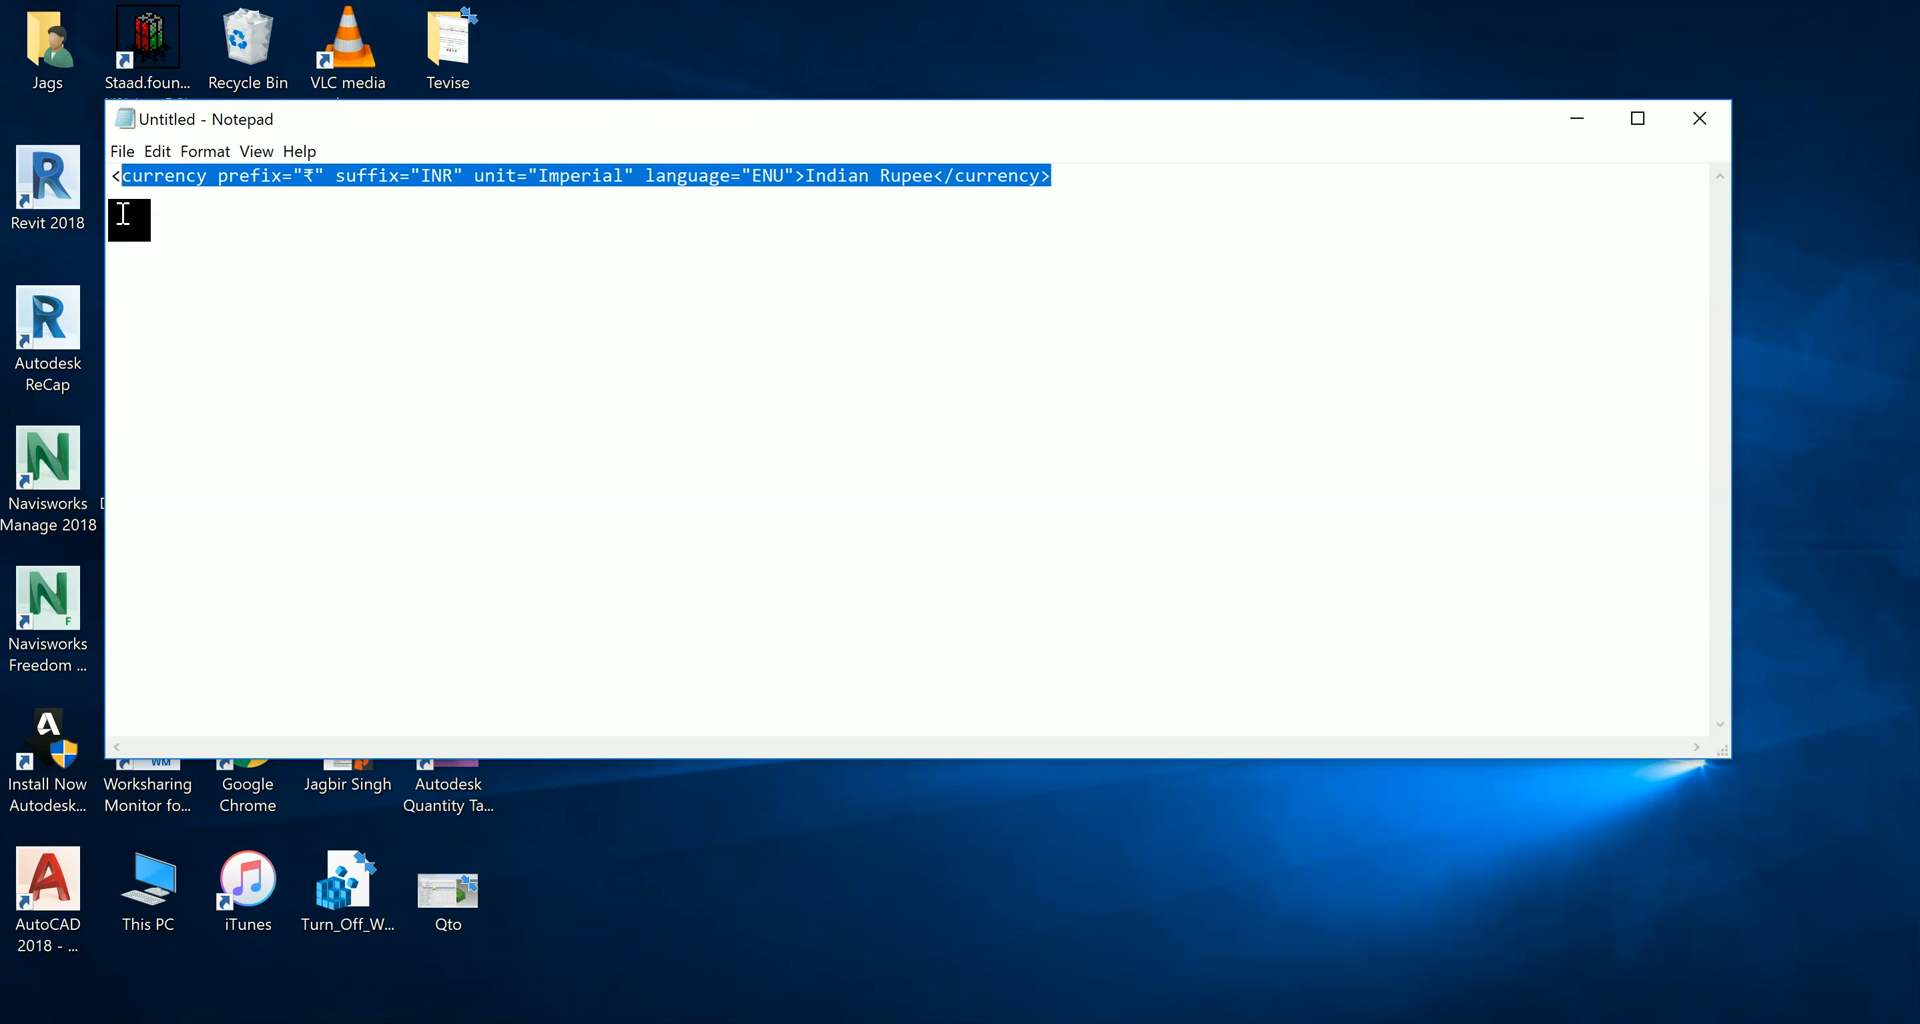 Jags
Staad.foun...
Recycle Bin
VLC media
Tevise
Untitled - Notepad
File Edit Format View Help
<currency prefix="₹" suffix="INR" unit="Imperial" language="ENU">Indian Rupee</currency>
Revit 2018
Autodesk
ReCap
Navisworks
Manage 2018
Navisworks
Freedom ...
Install Now
Autodesk...
Worksharing
Monitor fo...
Google
Chrome
Jagbir Singh
Autodesk
Quantity Ta...
AutoCAD
2018 - ...
This PC
iTunes
Turn_Off_W...
Qto